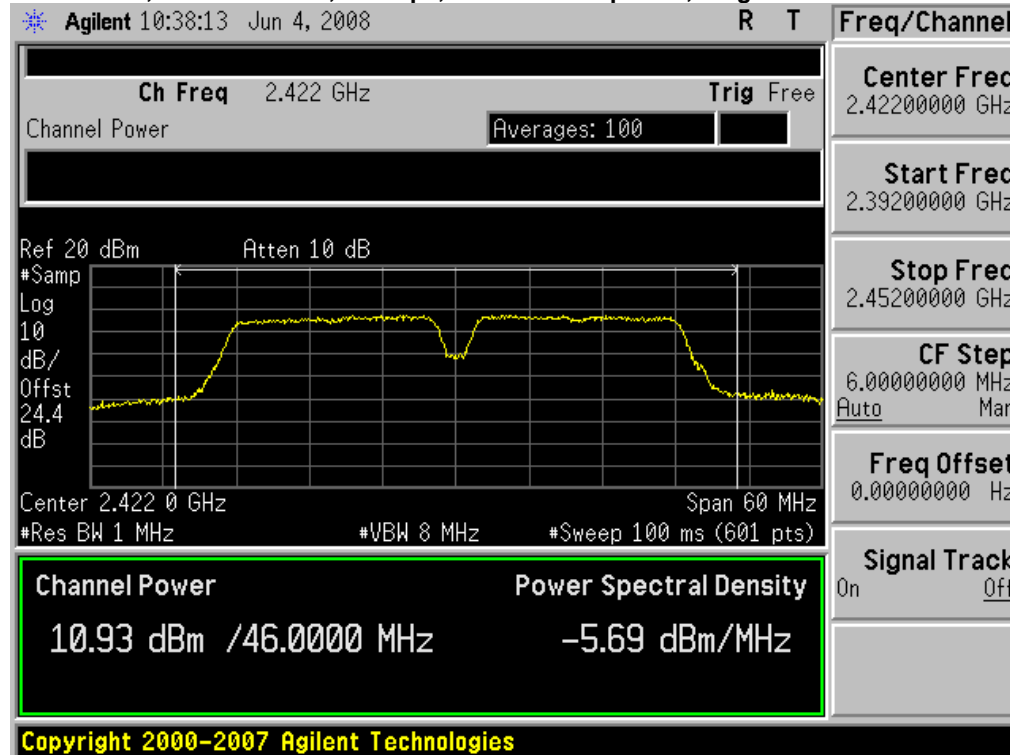 Agilent 10:38:13 Jun 4, 2008 R T
Freq/Channel
Ch Freq 2.422 GHz Trig Free
Channel Power Averages: 100
Center Freq
2.42200000 GHz
Start Freq
2.39200000 GHz
Stop Freq
2.45200000 GHz
CF Step
6.00000000 MHz
Auto Man
Freq Offset
0.00000000 Hz
Signal Track
On Off
Ref 20 dBm Atten 10 dB
#Samp
Log
10
dB/
Offst
24.4
dB
Center 2.422 0 GHz Span 60 MHz
#Res BW 1 MHz #VBW 8 MHz #Sweep 100 ms (601 pts)
Channel Power Power Spectral Density
10.93 dBm /46.0000 MHz -5.69 dBm/MHz
Copyright 2000-2007 Agilent Technologies